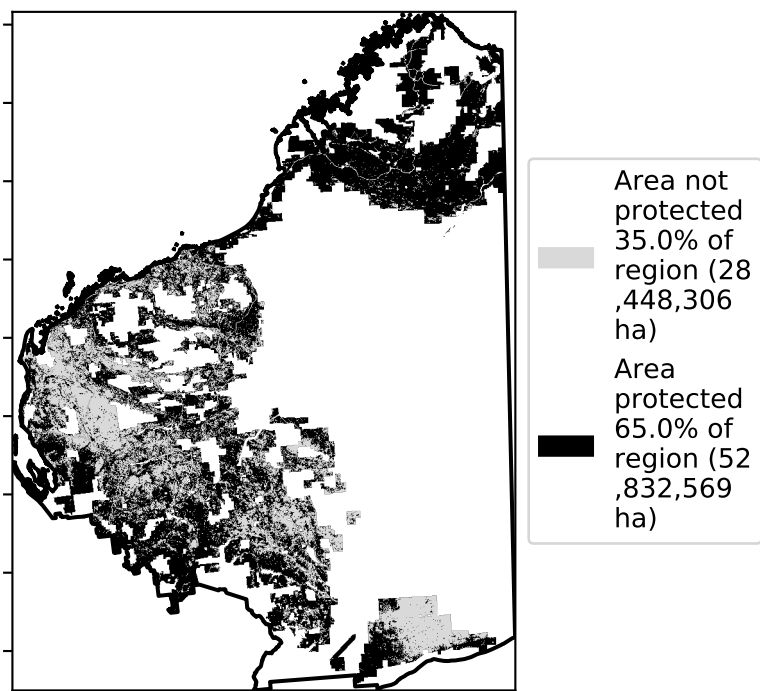 Area not
protected
35.0% of
region (28
,448,306
ha)
Area
protected
65.0% of
region (52
,832,569
ha)